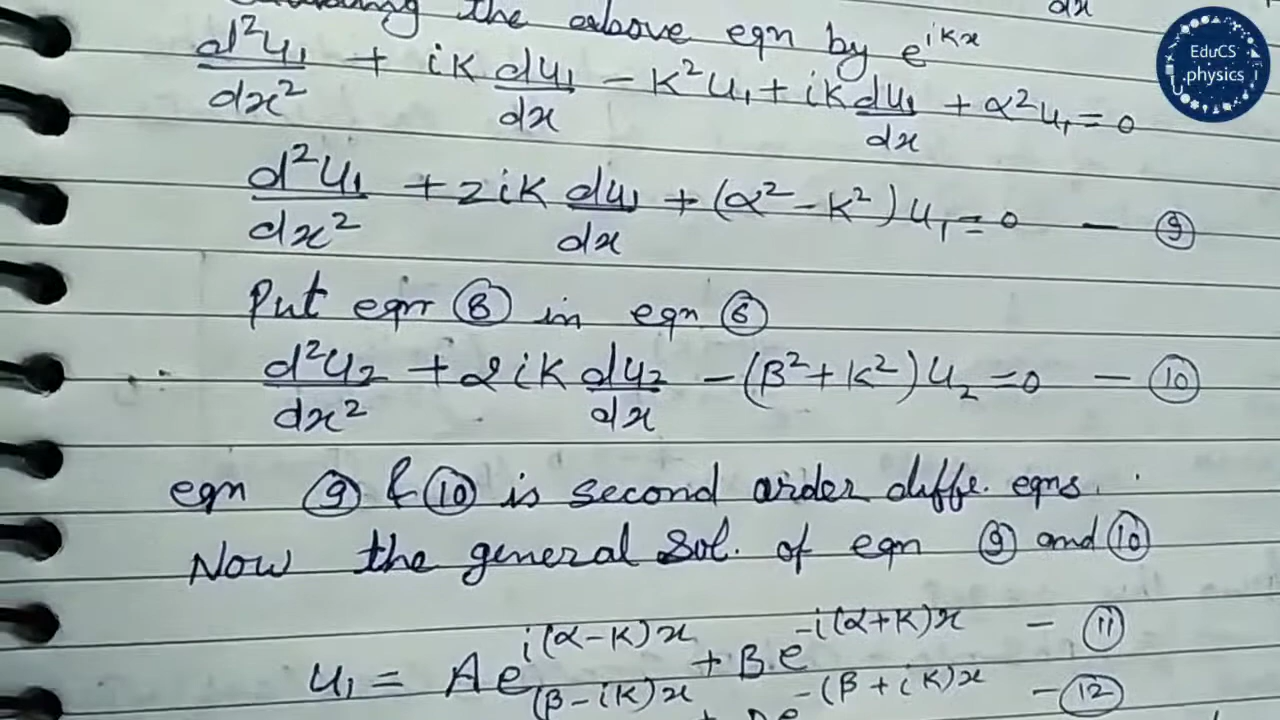 dx
the above eqn by e^{ikx}
d²u₁/dx² + ik du₁/dx - k²u₁ + ik du₁/dx + α²u₁ = 0
EduCS
.physics
d²u₁/dx² + 2ik du₁/dx + (α² - k²) u₁ = 0 — ⑨
Put eqn ⑧ in eqn ⑥
d²u₂/dx² + 2ik du₂/dx - (β² + k²) u₂ = 0 — ⑩
eqn ⑨ & ⑩ is second order diffe. eqns.
Now the general Sol. of eqn ⑨ and ⑩
u₁ = A e^{i(α-k)x} + B e^{-i(α+k)x} — ⑪
(β-ik)x -(β+ik)x — ⑫